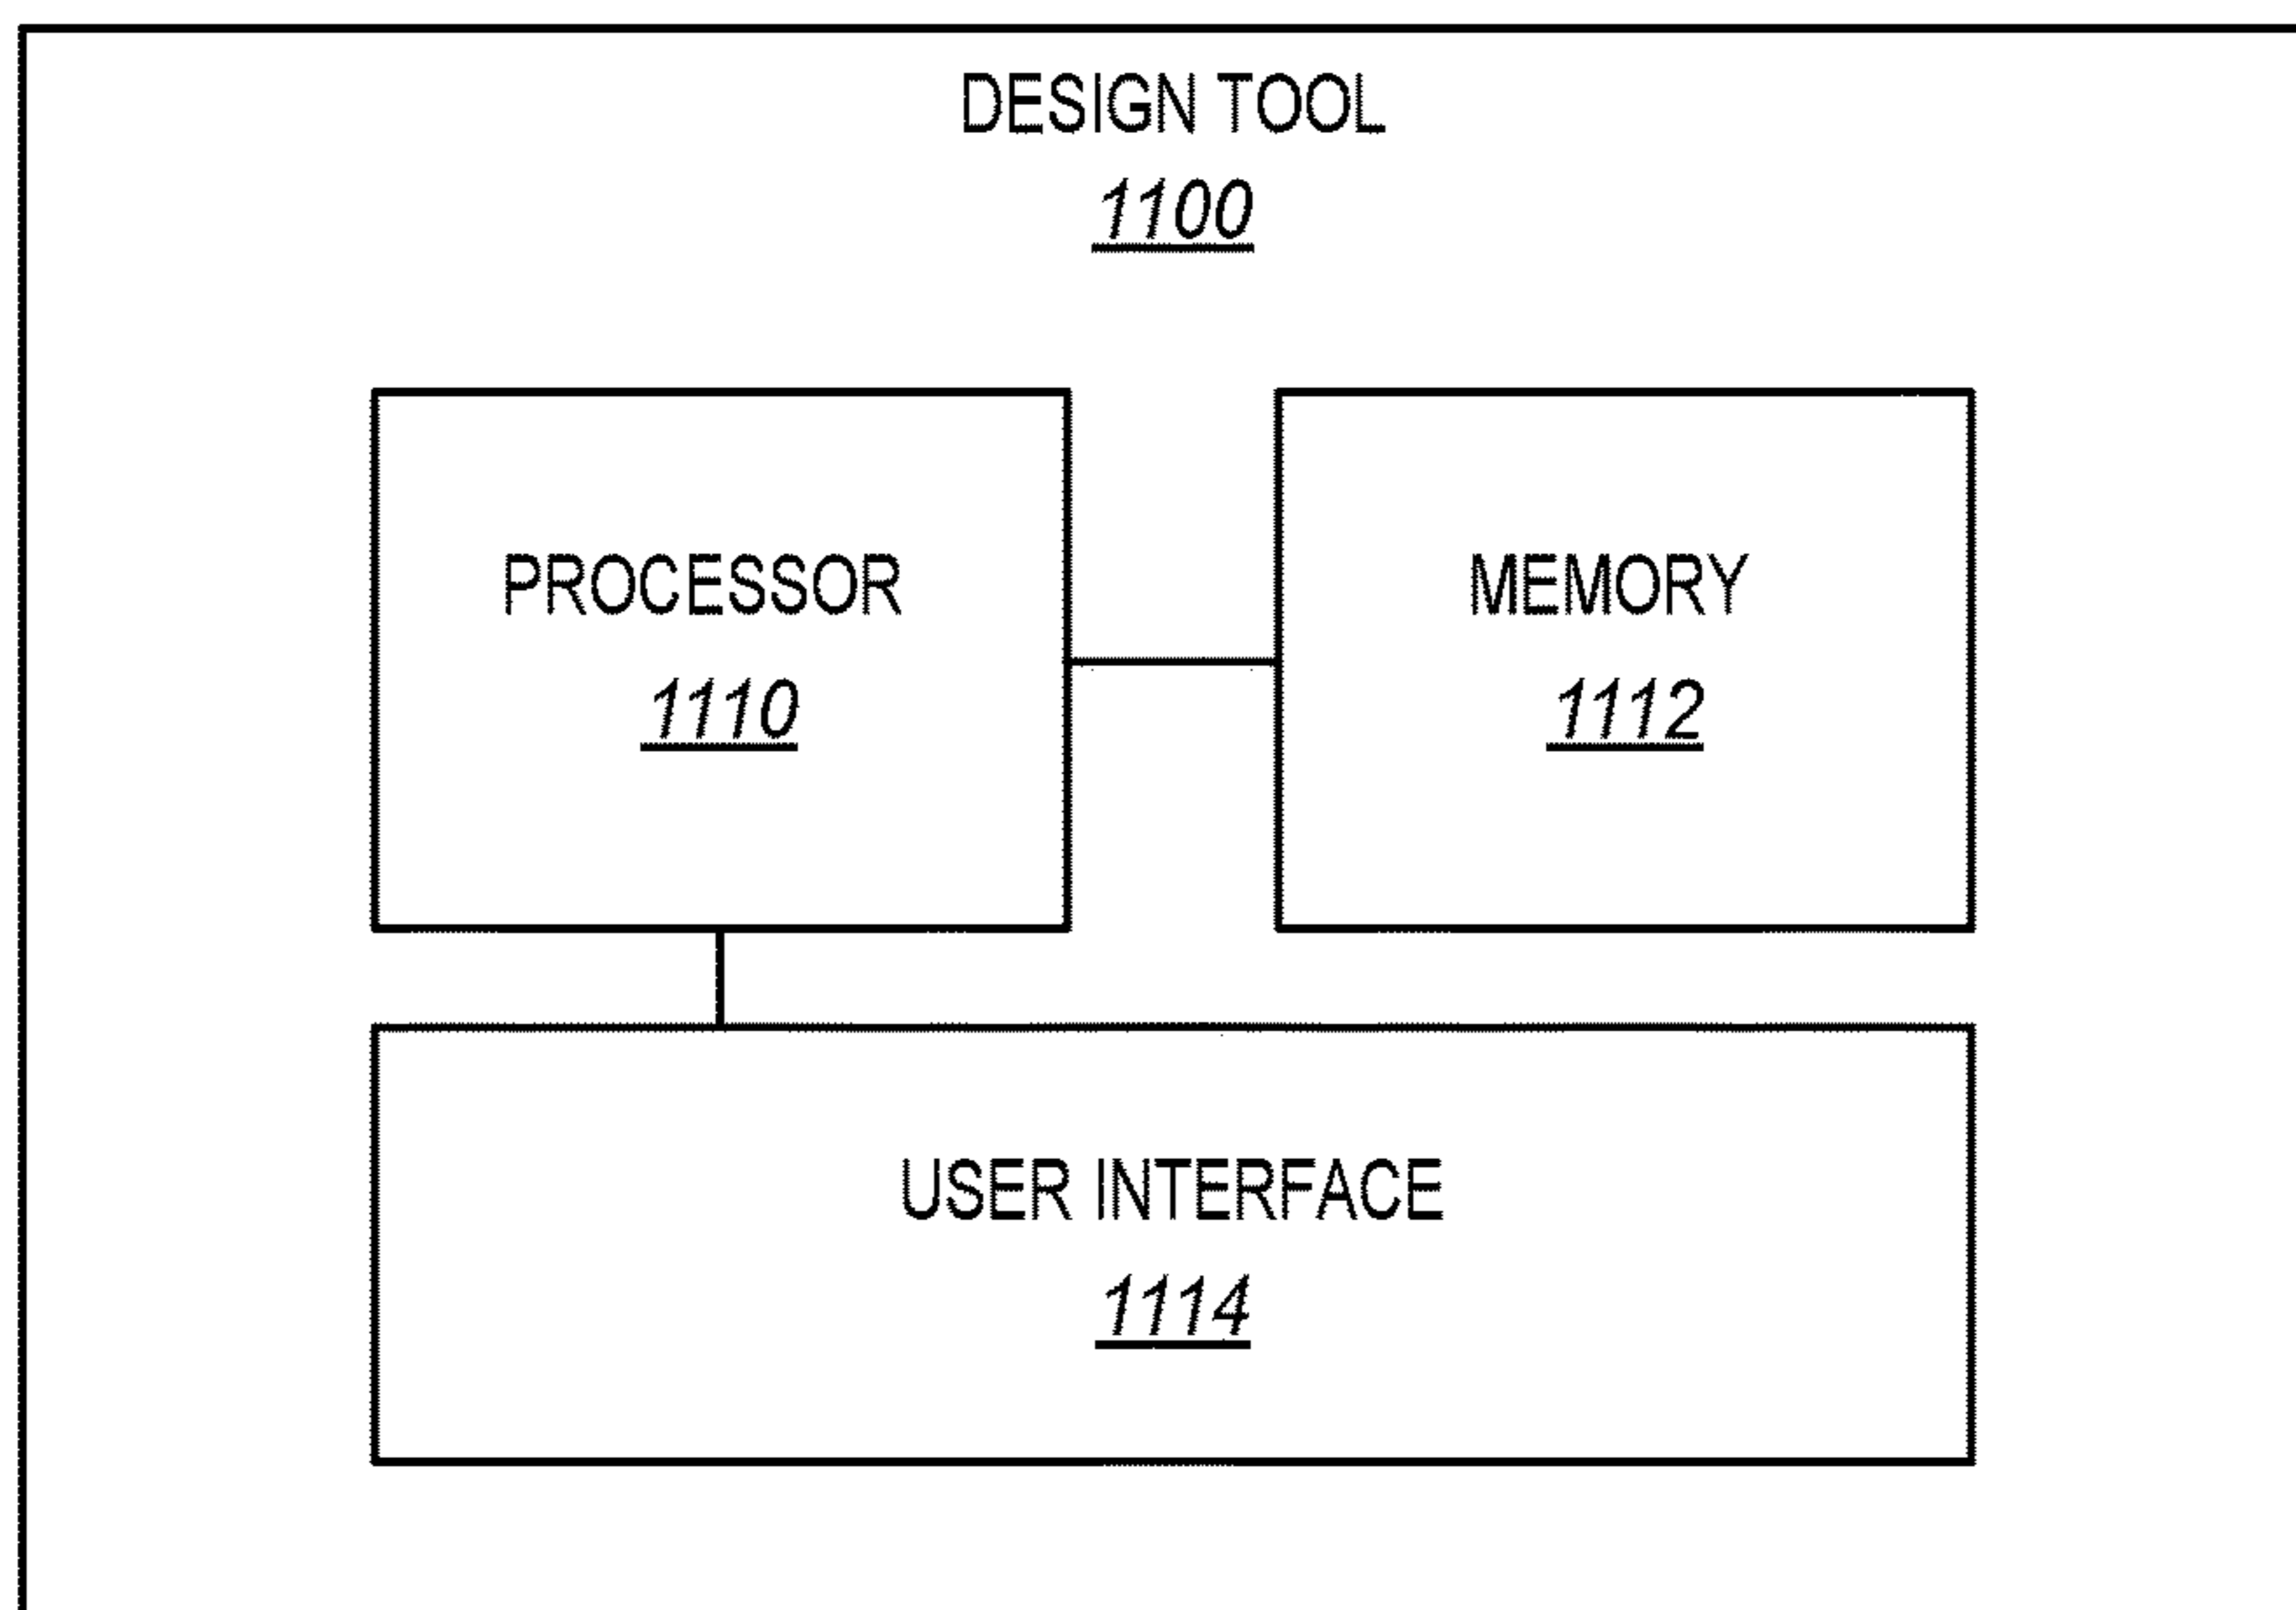 DESIGN TOOL
1100
PROCESSOR
1110
MEMORY
1112
USER INTERFACE
1114